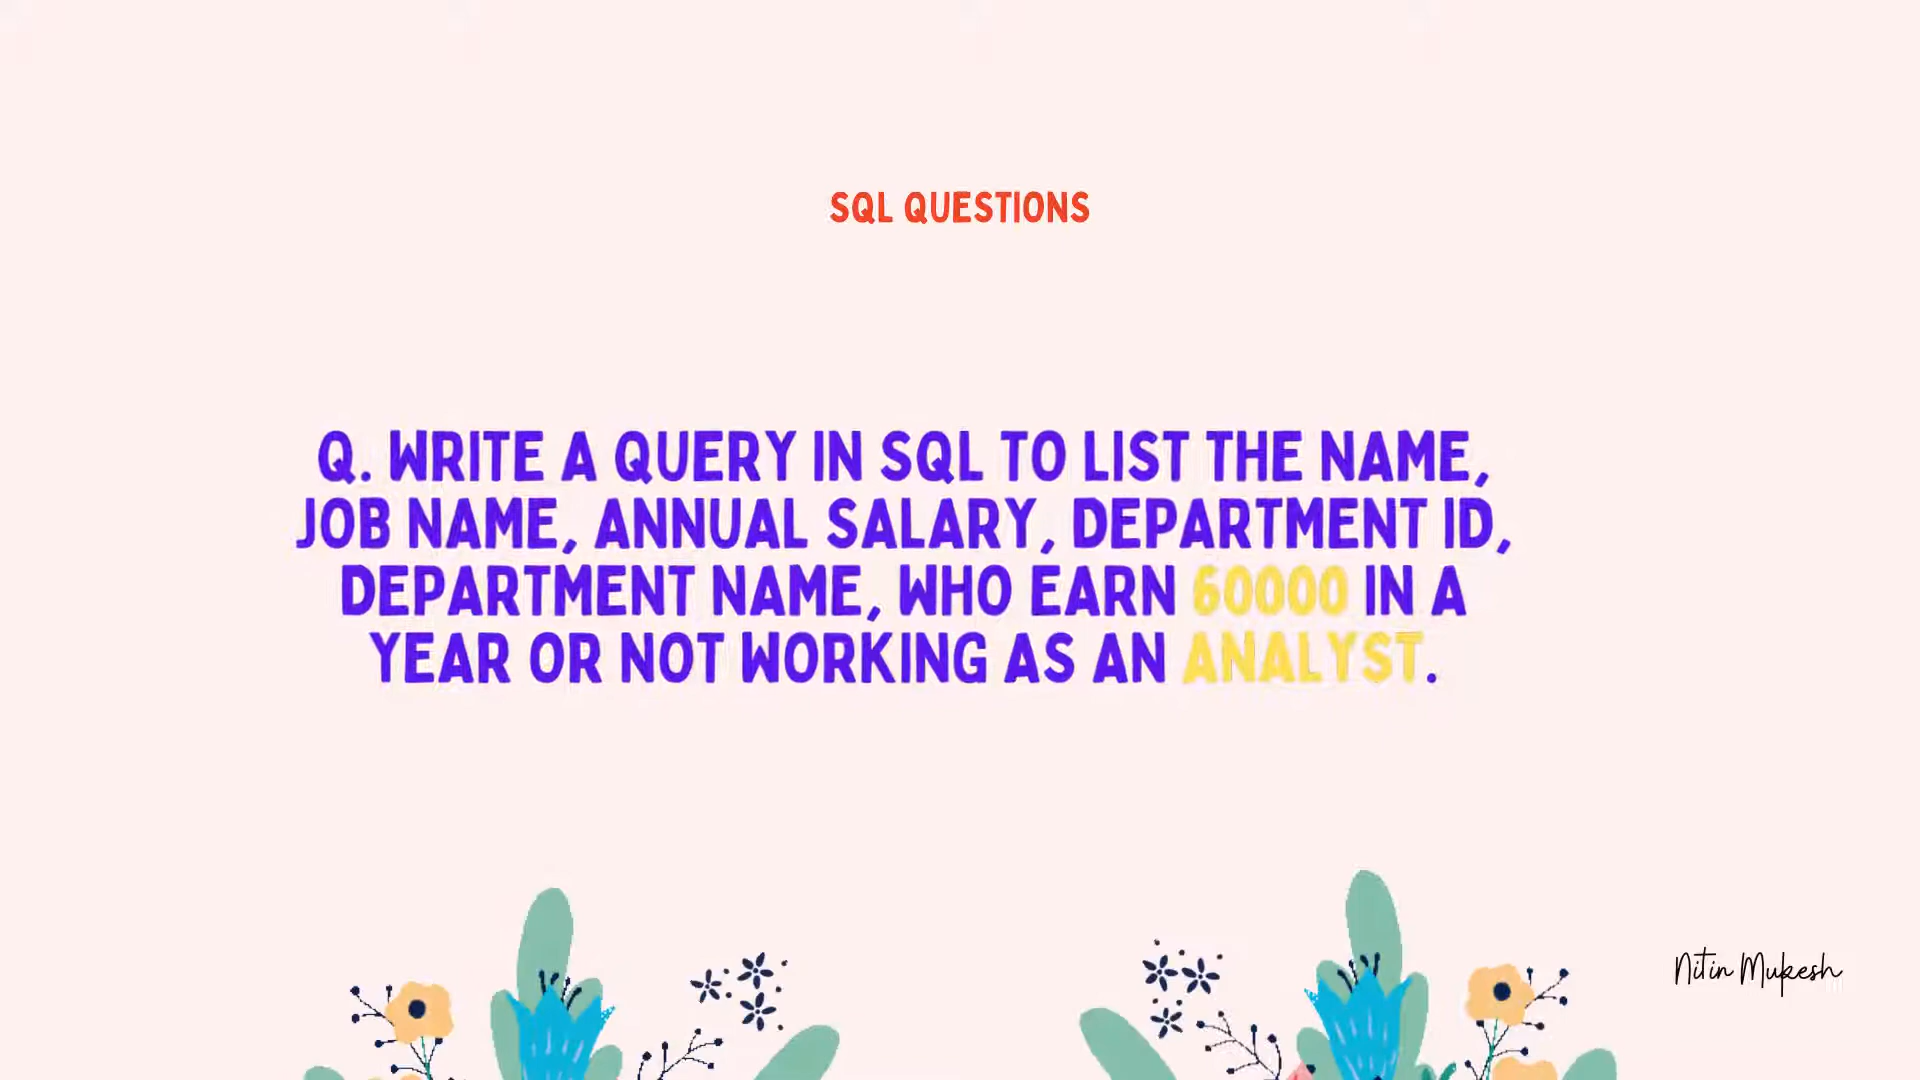 SQL QUESTIONS
Q. WRITE A QUERY IN SQL TO LIST THE NAME,
JOB NAME, ANNUAL SALARY, DEPARTMENT ID,
DEPARTMENT NAME, WHO EARN 60000 IN A
YEAR OR NOT WORKING AS AN ANALYST.
Nitin Mukesh